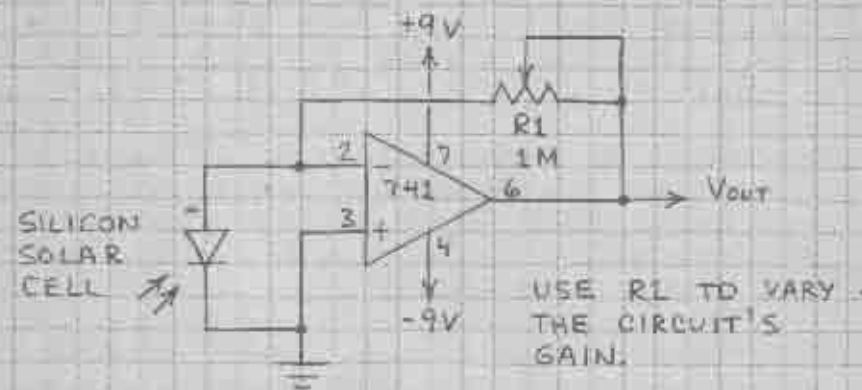 +9V
R1
1M
2
-
7
741
6
VOUT
3
+
4
-
SILICON
SOLAR
CELL
-9V
USE R1 TO VARY
THE CIRCUIT'S
GAIN.